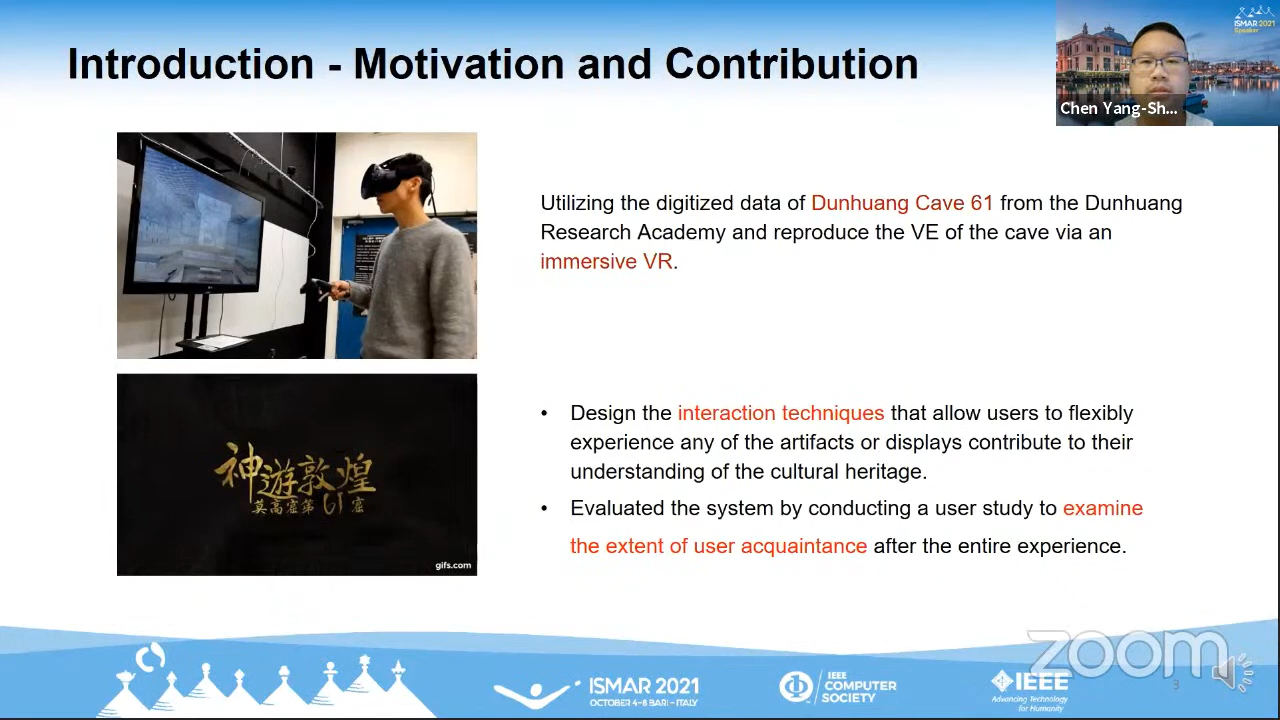 Introduction - Motivation and Contribution
ISMAR 2021
Speaker
Chen Yang-Sh...
Utilizing the digitized data of Dunhuang Cave 61 from the Dunhuang
Research Academy and reproduce the VE of the cave via an
immersive VR.
神遊敦煌
莫高窟第61窟
gifs.com
• Design the interaction techniques that allow users to flexibly
experience any of the artifacts or displays contribute to their
understanding of the cultural heritage.
• Evaluated the system by conducting a user study to examine
the extent of user acquaintance after the entire experience.
zoom
3
ISMAR 2021
OCTOBER 4–8 BARI – ITALY
IEEE
COMPUTER
SOCIETY
IEEE
Advancing Technology
for Humanity